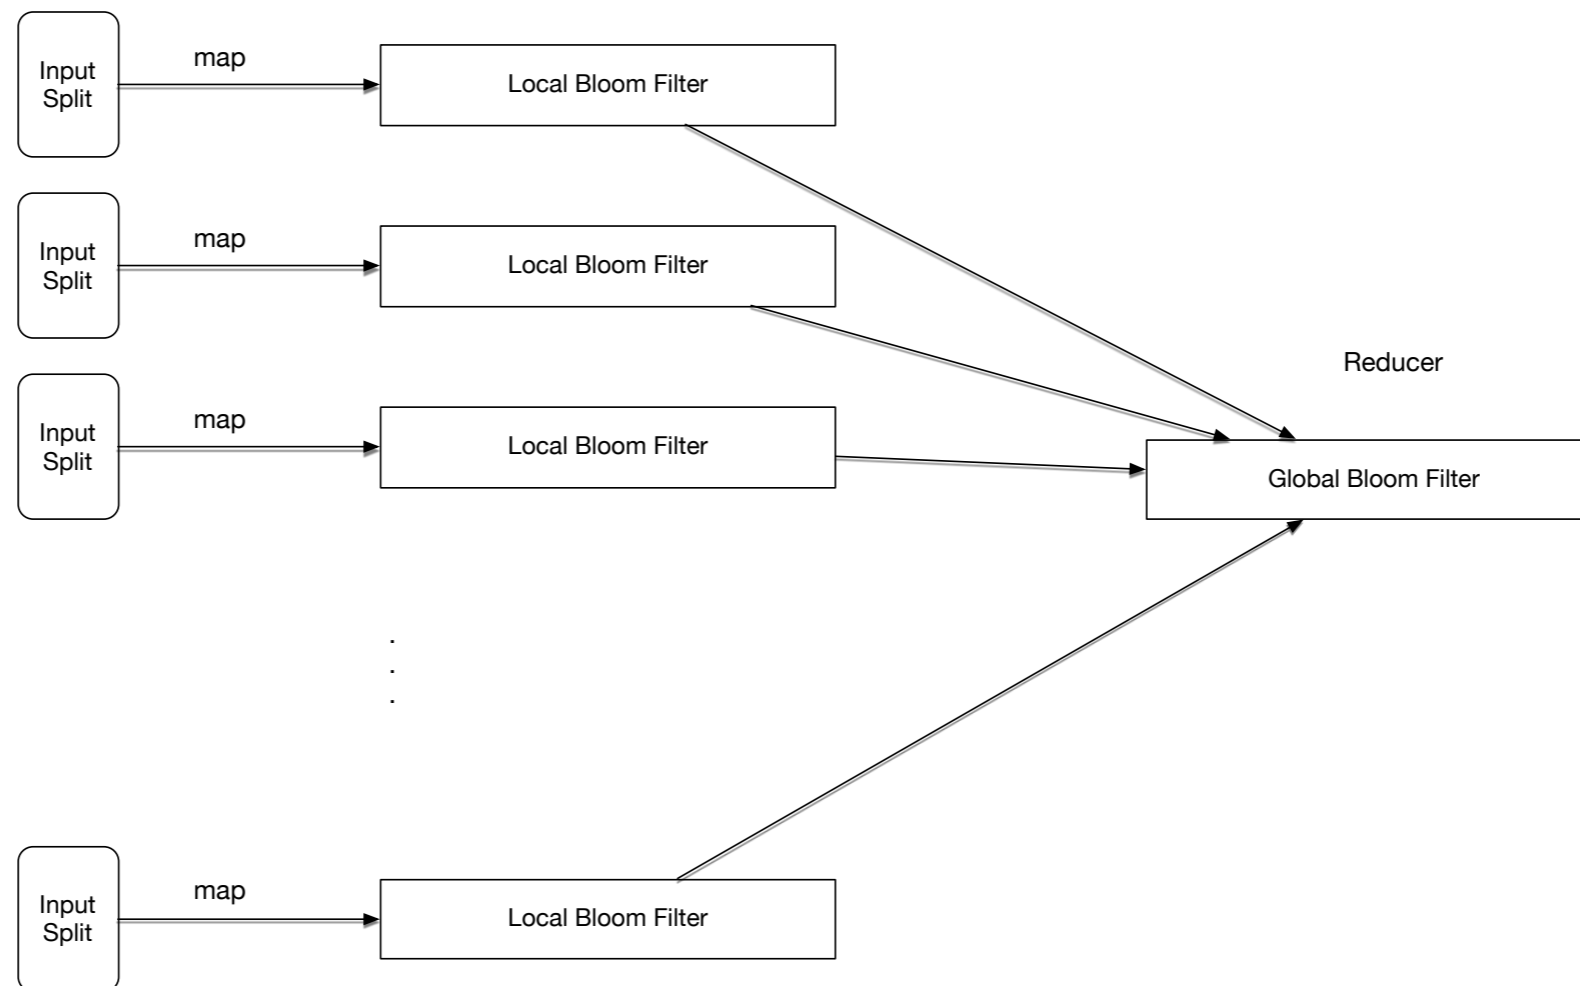 Input
Split
map
Local Bloom Filter
Input
Split
map
Local Bloom Filter
Reducer
Input
Split
map
Local Bloom Filter
Global Bloom Filter
.
.
.
Input
Split
map
Local Bloom Filter